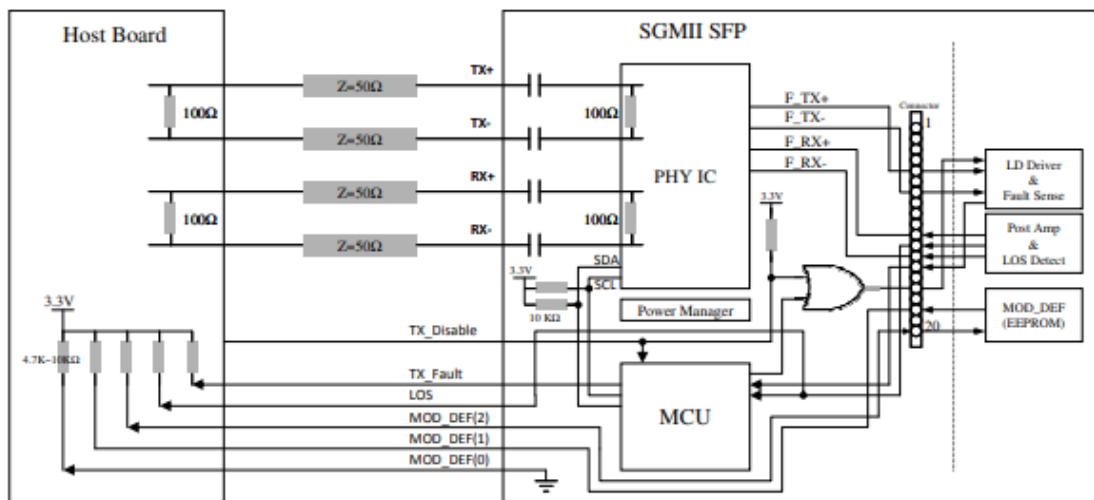 Host Board
SGMII SFP
TX+
Z=50Ω
100Ω
100Ω
TX-
Z=50Ω
RX+
Z=50Ω
100Ω
100Ω
RX-
Z=50Ω
PHY IC
F_TX+
F_TX-
F_RX+
F_RX-
Connector
1
20
LD Driver
&
Fault Sense
Post Amp
&
LOS Detect
MOD_DEF
(EEPROM)
3.3V
SDA
3.3V
SCL
10 KΩ
Power Manager
3.3V
4.7K~10KΩ
TX_Disable
TX_Fault
LOS
MOD_DEF(2)
MOD_DEF(1)
MOD_DEF(0)
MCU